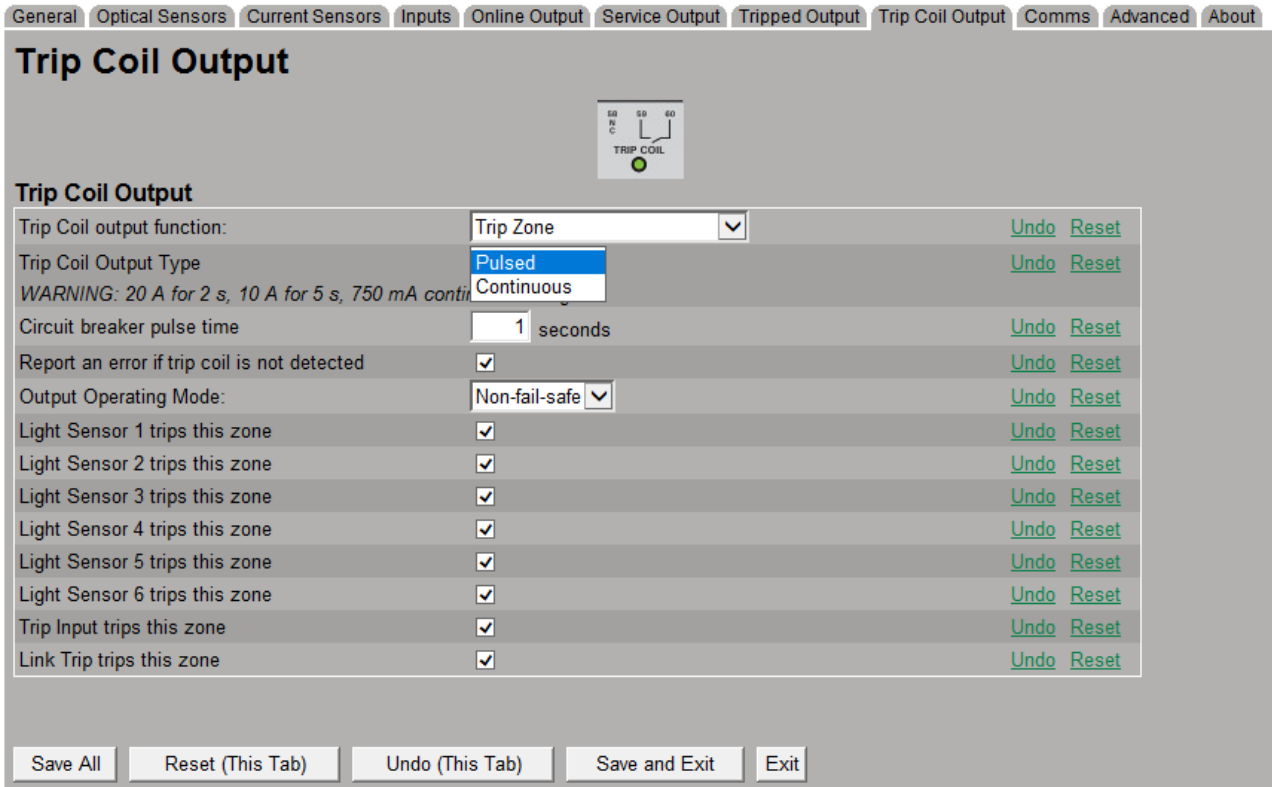 General Optical Sensors Current Sensors Inputs Online Output Service Output Tripped Output Trip Coil Output Comms Advanced About
Trip Coil Output
58 59 60
N
C
TRIP COIL
Trip Coil Output
Trip Coil output function: Trip Zone Undo Reset
Trip Coil Output Type Pulsed Undo Reset
WARNING: 20 A for 2 s, 10 A for 5 s, 750 mA Continuous
Circuit breaker pulse time 1 seconds Undo Reset
Report an error if trip coil is not detected Undo Reset
Output Operating Mode: Non-fail-safe Undo Reset
Light Sensor 1 trips this zone Undo Reset
Light Sensor 2 trips this zone Undo Reset
Light Sensor 3 trips this zone Undo Reset
Light Sensor 4 trips this zone Undo Reset
Light Sensor 5 trips this zone Undo Reset
Light Sensor 6 trips this zone Undo Reset
Trip Input trips this zone Undo Reset
Link Trip trips this zone Undo Reset
Save All Reset (This Tab) Undo (This Tab) Save and Exit Exit